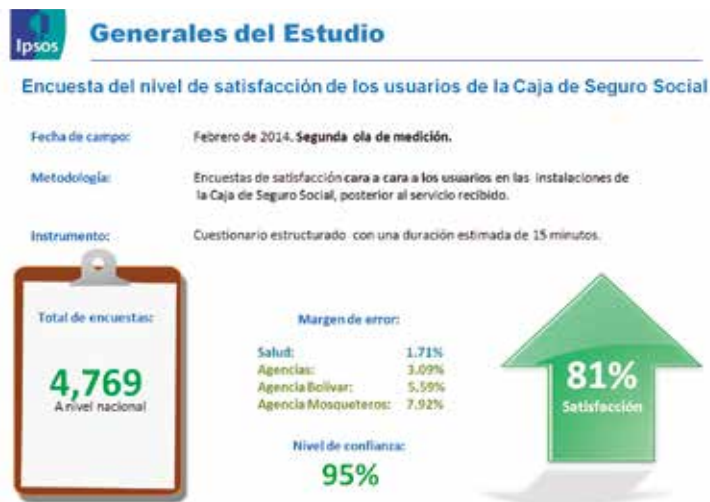 Ipsos
Generales del Estudio
Encuesta del nivel de satisfacción de los usuarios de la Caja de Seguro Social
Fecha de campo: Febrero de 2014. Segunda ola de medición.
Metodología: Encuestas de satisfacción cara a cara a los usuarios en las instalaciones de
la Caja de Seguro Social, posterior al servicio recibido.
Instrumento: Cuestionario estructurado con una duración estimada de 15 minutos.
Total de encuestas:
4,769
A nivel nacional
Margen de error:
Salud: 1.71%
Agencias: 3.09%
Agencia Bolívar: 5.59%
Agencia Mosqueteros: 7.92%
Nivel de confianza:
95%
81%
Satisfacción